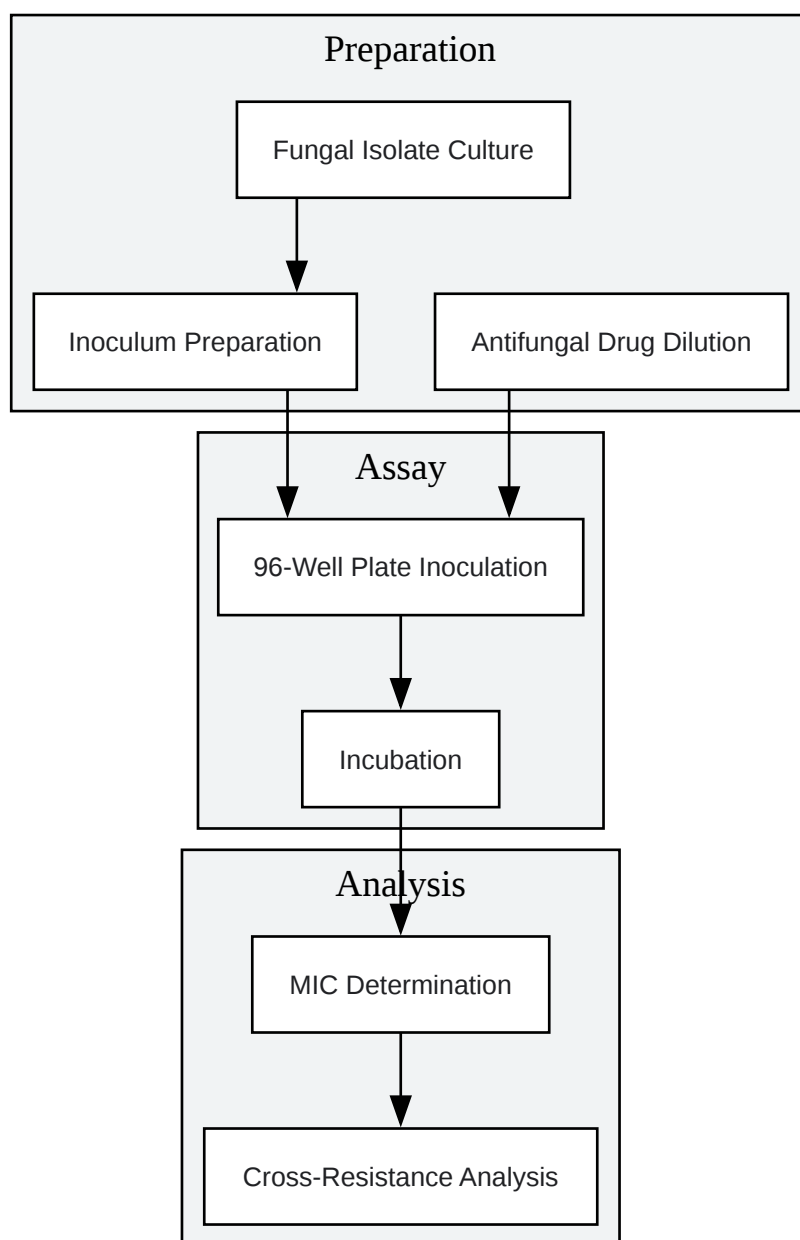 Preparation
Fungal Isolate Culture
Inoculum Preparation
Antifungal Drug Dilution
Assay
96-Well Plate Inoculation
Incubation
Analysis
MIC Determination
Cross-Resistance Analysis